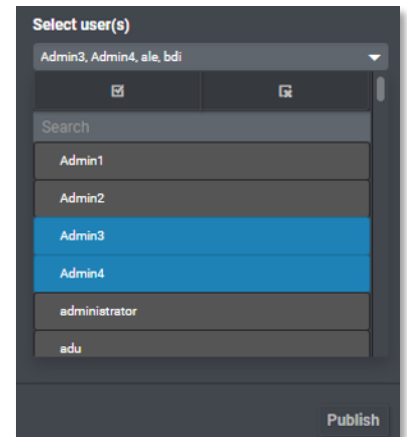 Select user(s)
Admin3, Admin4, ale, bdi
Search
Admin1
Admin2
Admin3
Admin4
administrator
adu
Publish